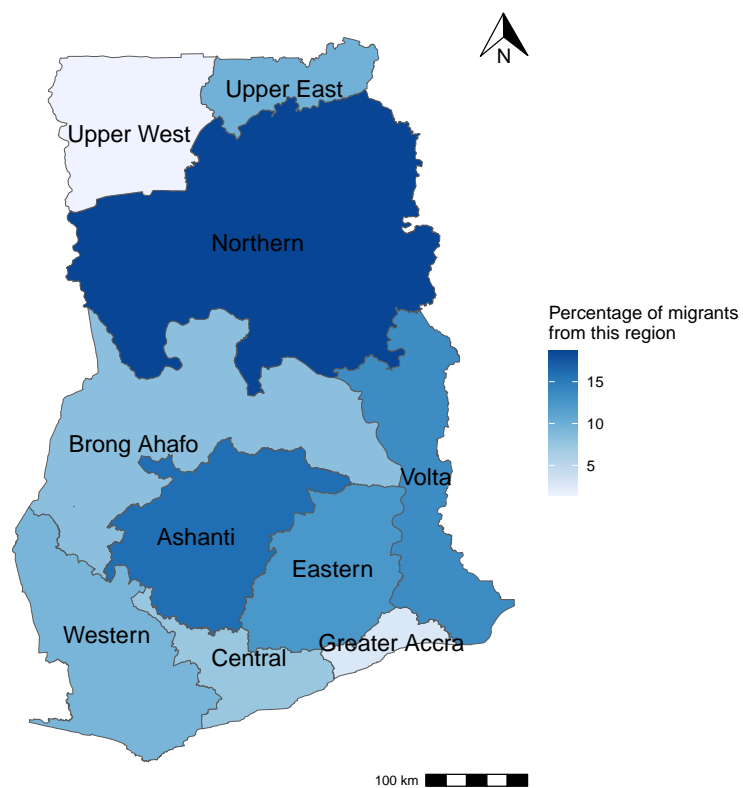 N
Upper East
Upper West
Northern
Percentage of migrants
from this region
15
10
5
Brong Ahafo
Volta
Ashanti
Eastern
Western
Greater Accra
Central
100 km